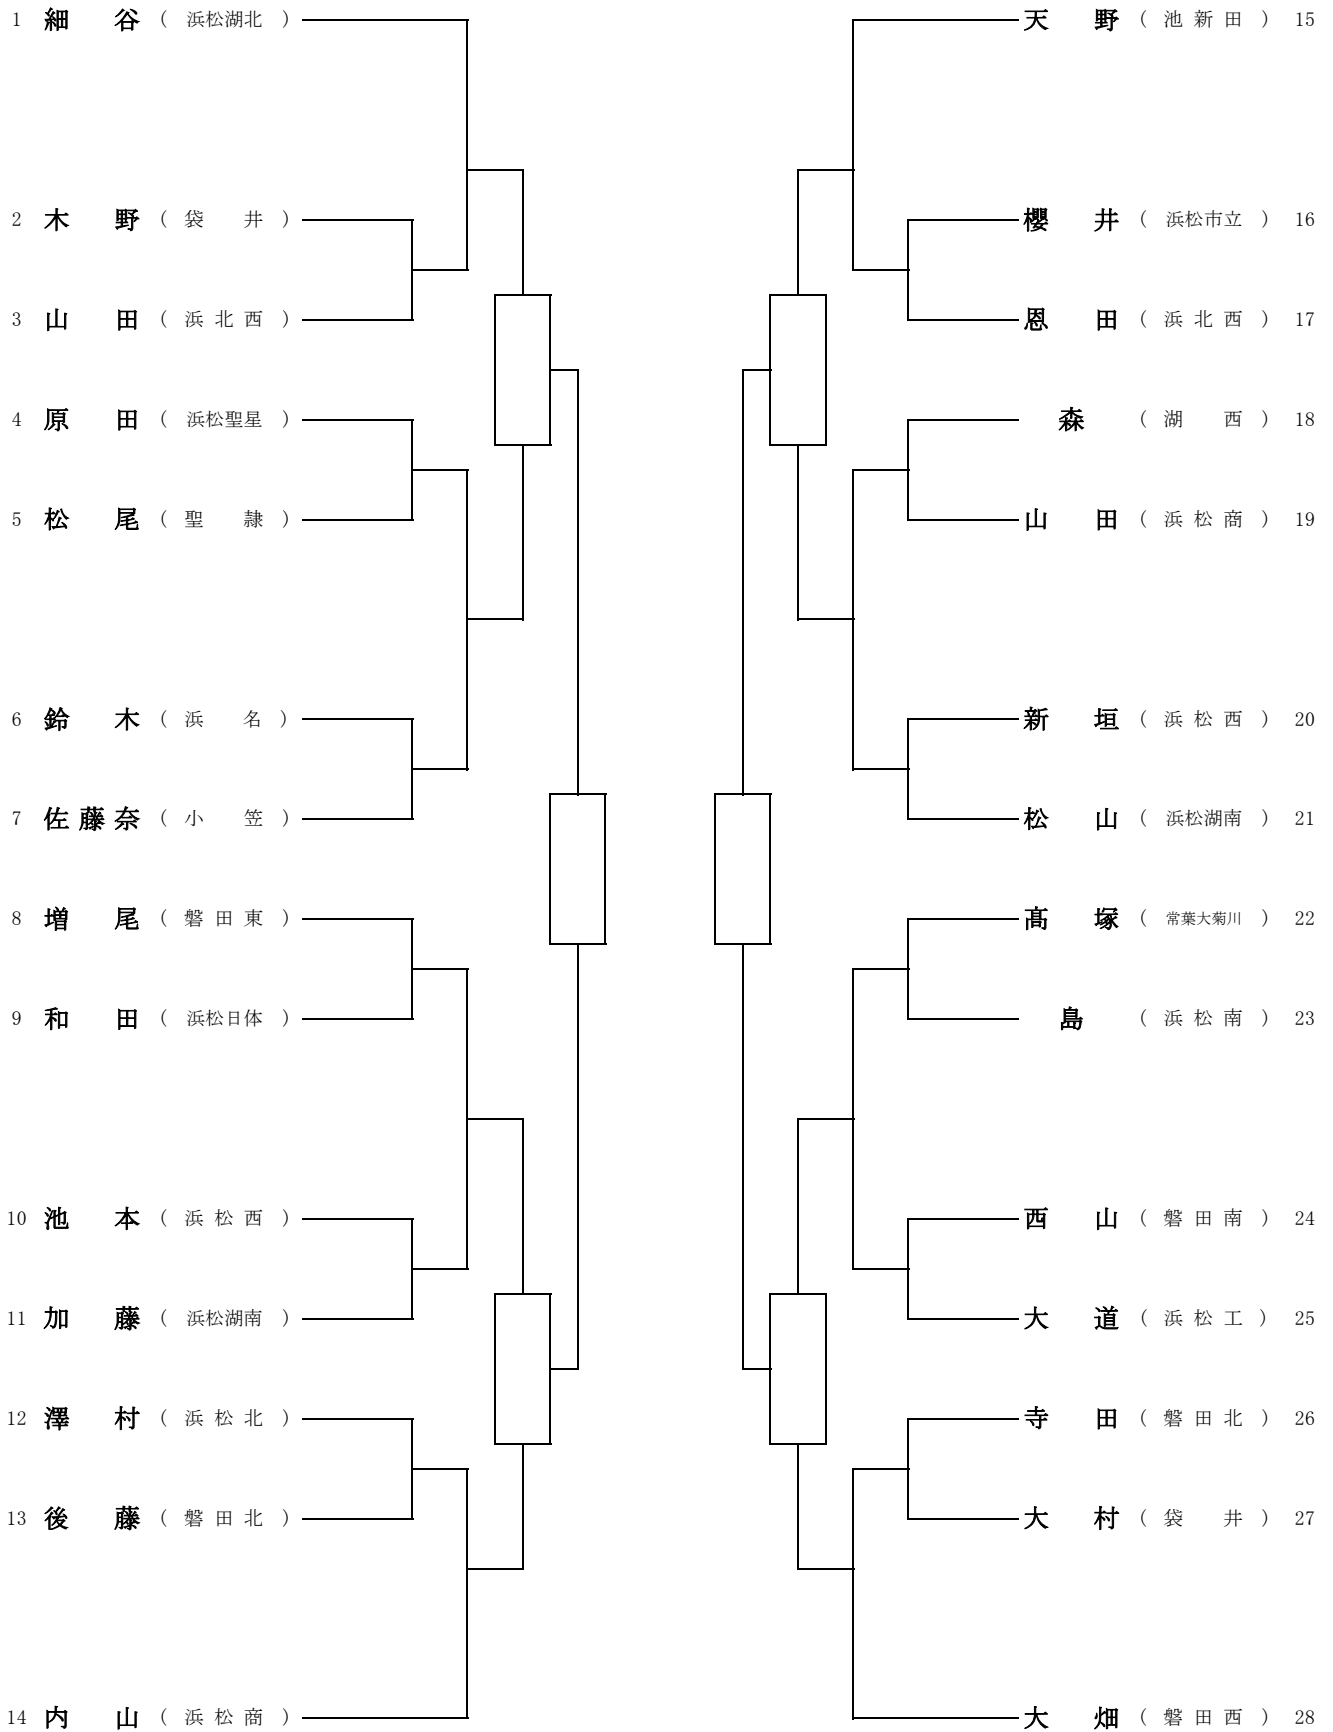 1 細谷 （ 浜松湖北 ）
2 木野 （ 袋井 ）
3 山田 （ 浜北西 ）
4 原田 （ 浜松聖星 ）
5 松尾 （ 聖隷 ）
6 鈴木 （ 浜名 ）
7 佐藤奈 （ 小笠 ）
8 増尾 （ 磐田東 ）
9 和田 （ 浜松日体 ）
10 池本 （ 浜松西 ）
11 加藤 （ 浜松湖南 ）
12 澤村 （ 浜松北 ）
13 後藤 （ 磐田北 ）
14 内山 （ 浜松商 ）
天野 （ 池新田 ） 15
櫻井 （ 浜松市立 ） 16
恩田 （ 浜北西 ） 17
森 （ 湖西 ） 18
山田 （ 浜松商 ） 19
新垣 （ 浜松西 ） 20
松山 （ 浜松湖南 ） 21
髙塚 （ 常葉大菊川 ） 22
島 （ 浜松南 ） 23
西山 （ 磐田南 ） 24
大道 （ 浜松工 ） 25
寺田 （ 磐田北 ） 26
大村 （ 袋井 ） 27
大畑 （ 磐田西 ） 28